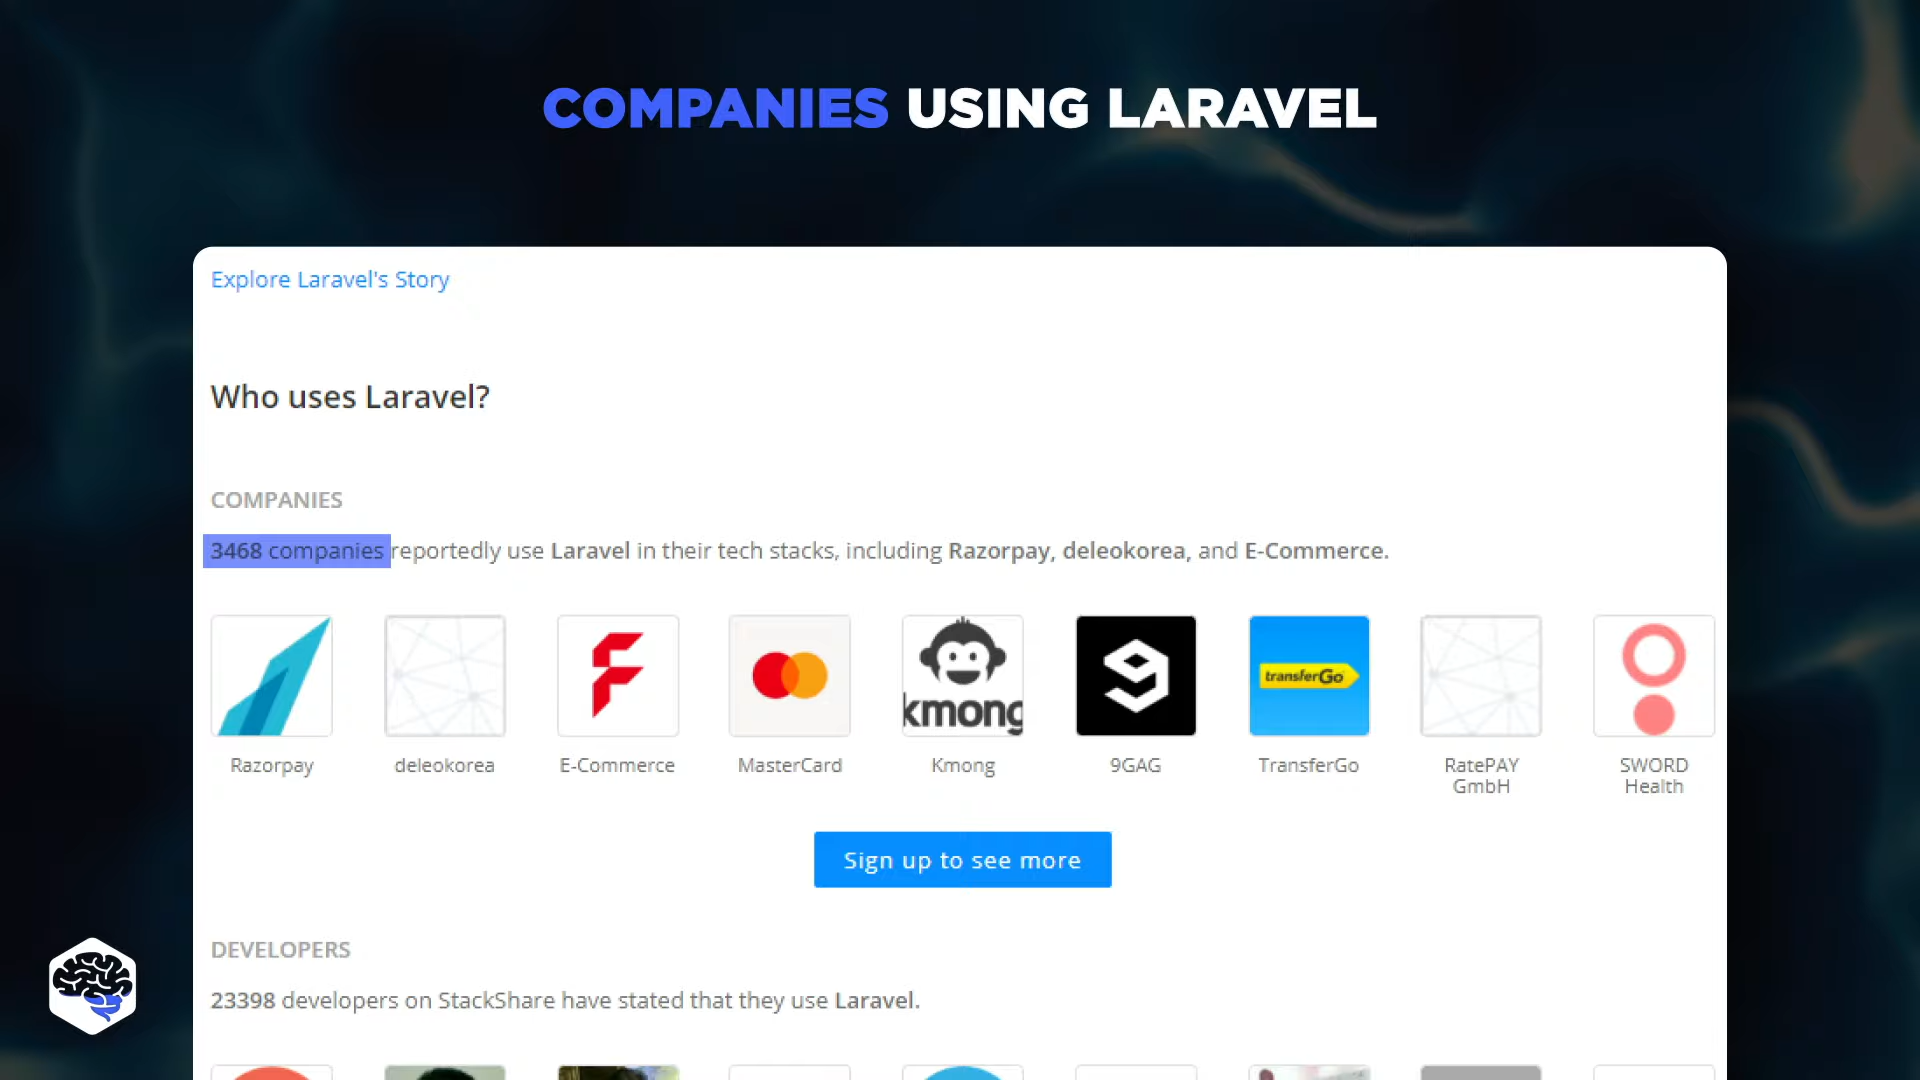 COMPANIES USING LARAVEL
Explore Laravel's Story
Who uses Laravel?
COMPANIES
3468 companies reportedly use Laravel in their tech stacks, including Razorpay, deleokorea, and E-Commerce.
kmong
transferGo
Razorpay
deleokorea
E-Commerce
MasterCard
Kmong
9GAG
TransferGo
RatePAY
GmbH
SWORD
Health
Sign up to see more
DEVELOPERS
23398 developers on StackShare have stated that they use Laravel.